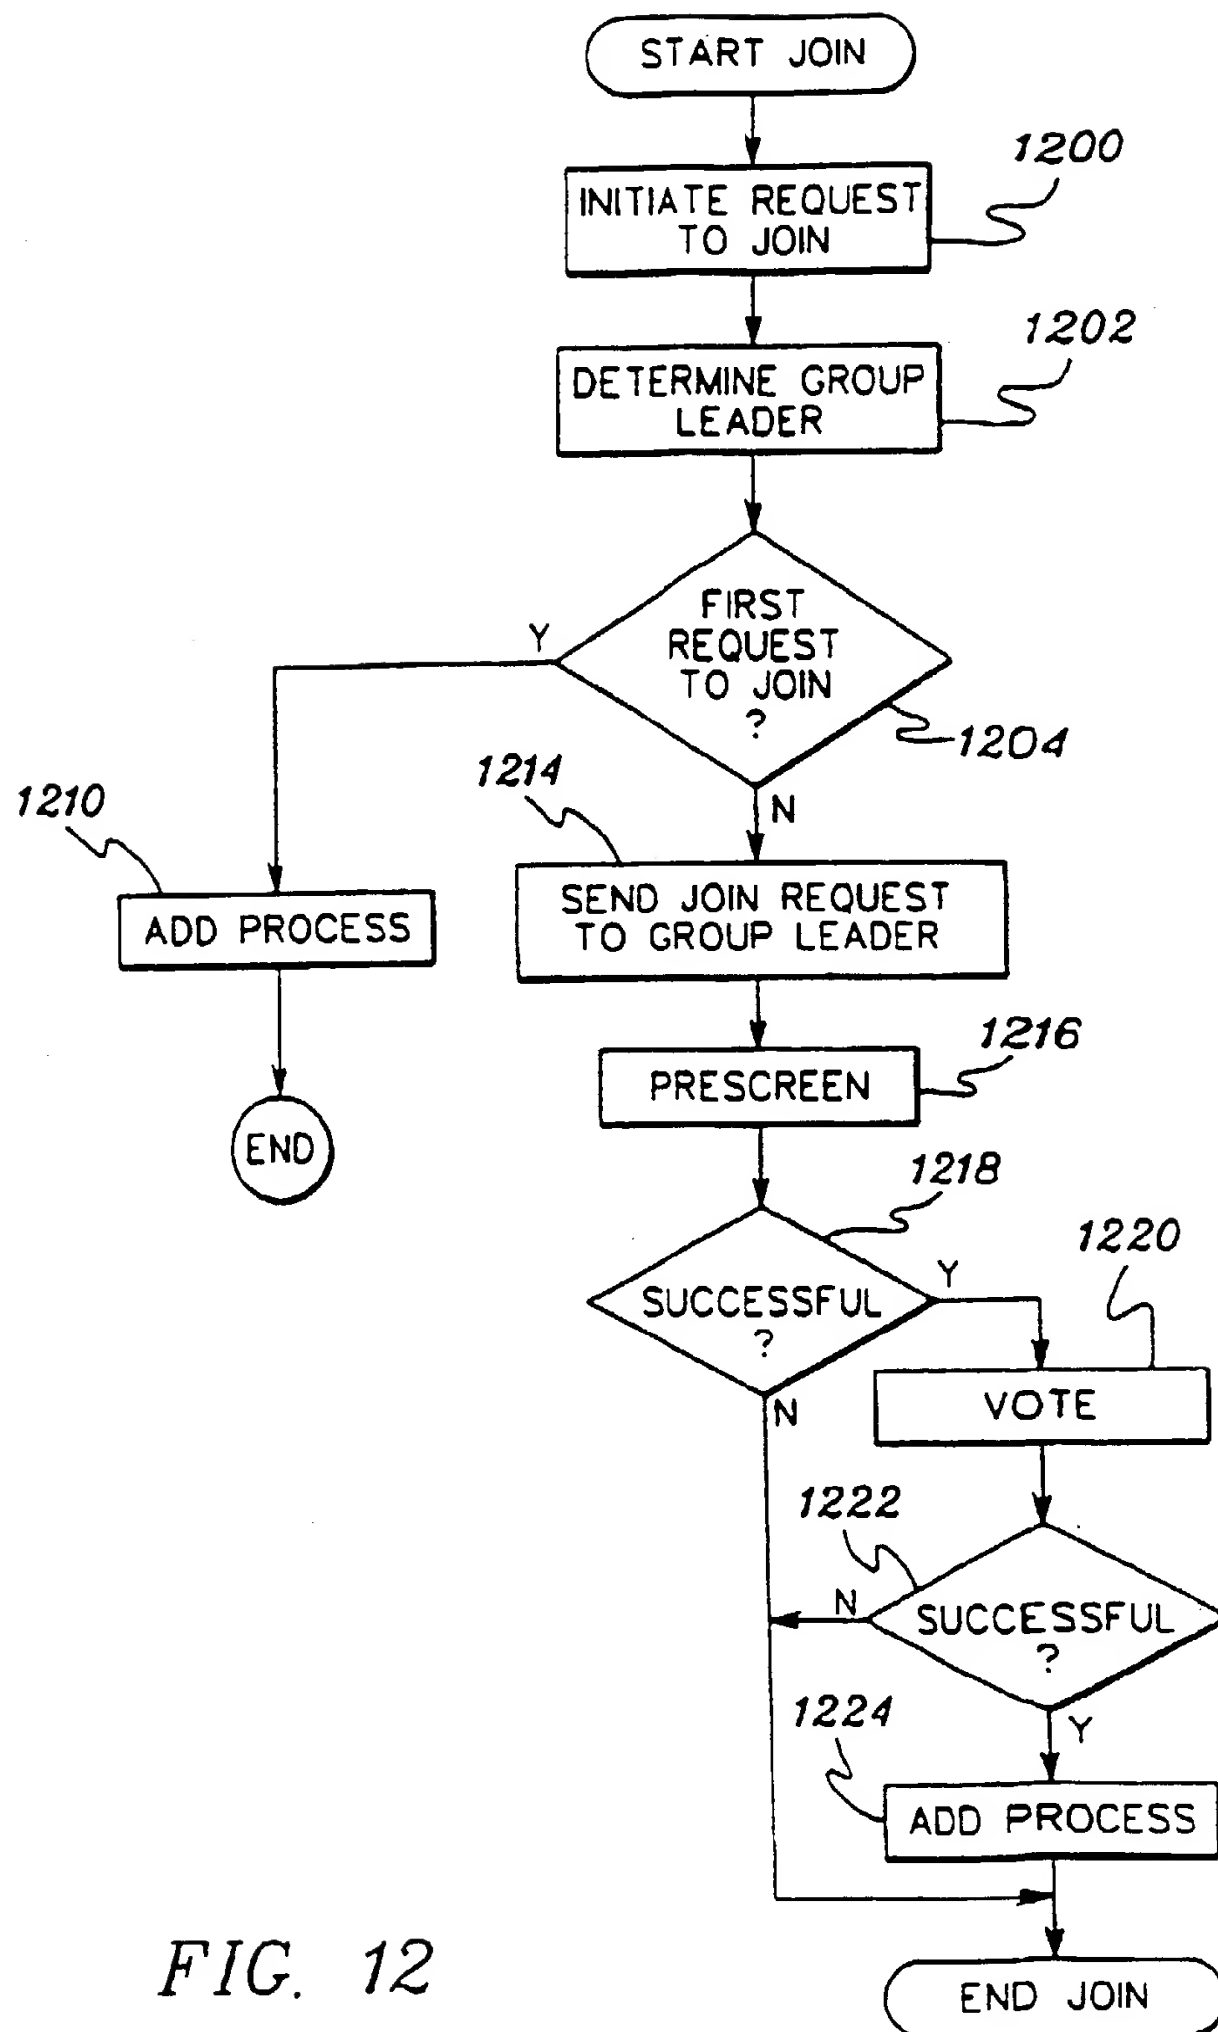 START JOIN
1200
INITIATE REQUEST
TO JOIN
1202
DETERMINE GROUP
LEADER
FIRST
REQUEST
TO JOIN
?
Y
1204
N
1210
ADD PROCESS
END
1214
SEND JOIN REQUEST
TO GROUP LEADER
1216
PRESCREEN
1218
SUCCESSFUL
?
Y
N
1220
VOTE
1222
N
SUCCESSFUL
?
Y
1224
ADD PROCESS
END JOIN
FIG. 12